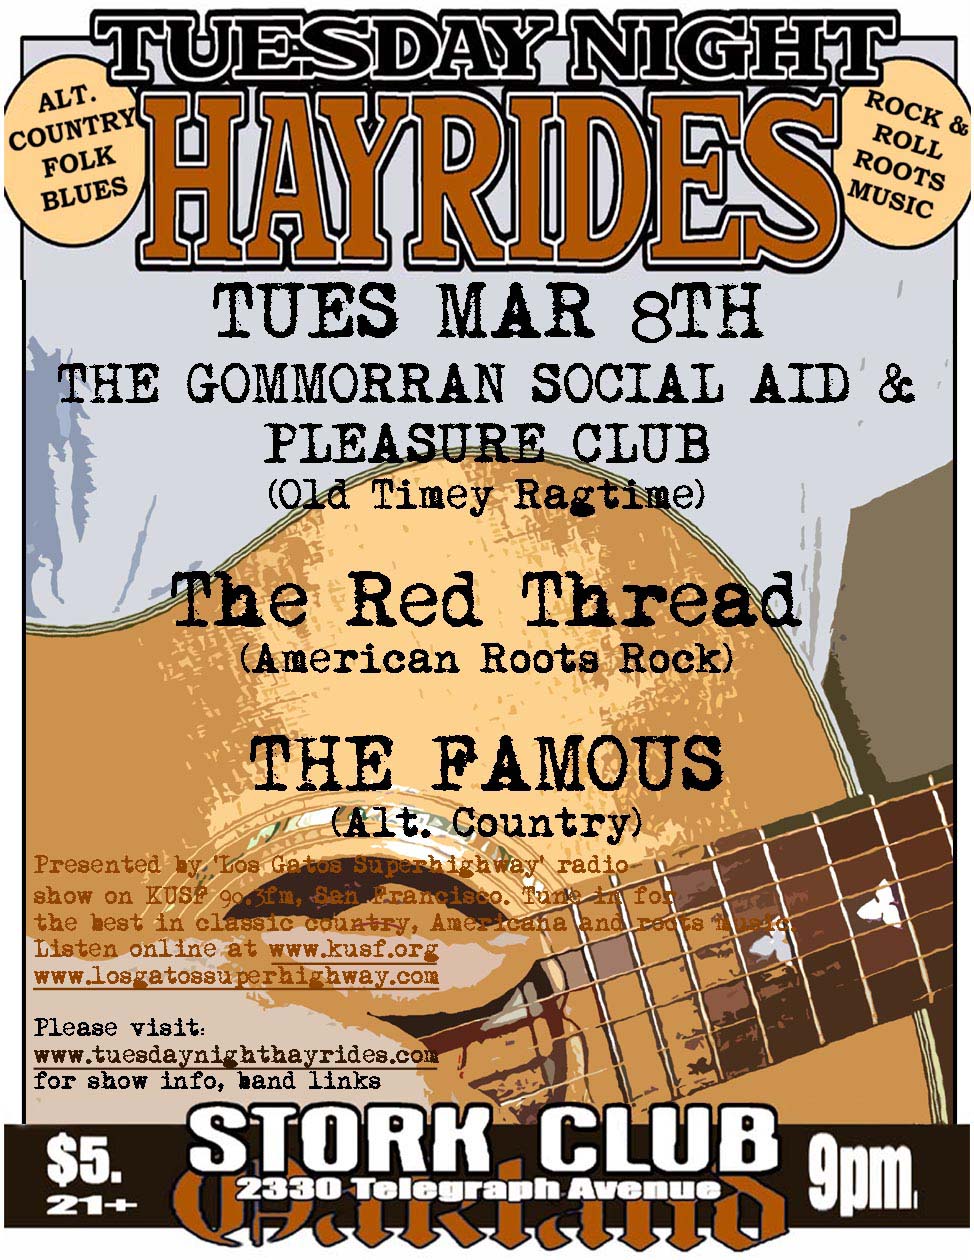 TUESDAY NIGHT
HAYRIDES
ALT.
COUNTRY
FOLK
BLUES
ROCK &
ROLL
ROOTS
MUSIC
TUES MAR 8TH
THE GOMMORRAN SOCIAL AID &
PLEASURE CLUB
(Old Timey Ragtime)
The Red Thread
(American Roots Rock)
THE FAMOUS
(Alt. Country)
Presented by 'Los Gatos Superhighway' radio
show on KUSF 90.3fm, San Francisco. Tune in for
the best in classic country, Americana and roots music.
Listen online at www.kusf.org
www.losgatossuperhighway.com
Please visit:
www.tuesdaynighthayrides.com
for show info, band links
$5.
21+
STORK CLUB
2330 Telegraph Avenue
Oakland
9pm